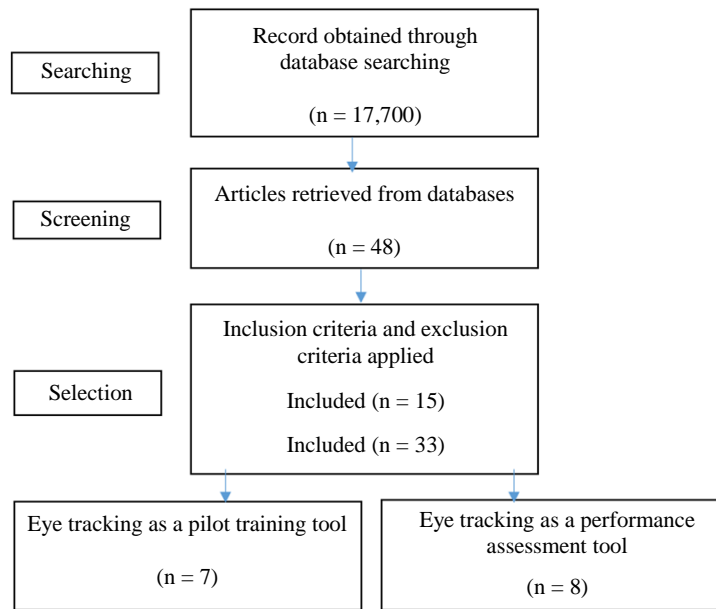 Searching
Record obtained through
database searching
(n = 17,700)
Screening
Articles retrieved from databases
(n = 48)
Selection
Inclusion criteria and exclusion
criteria applied
Included (n = 15)
Included (n = 33)
Eye tracking as a pilot training tool
(n = 7)
Eye tracking as a performance
assessment tool
(n = 8)